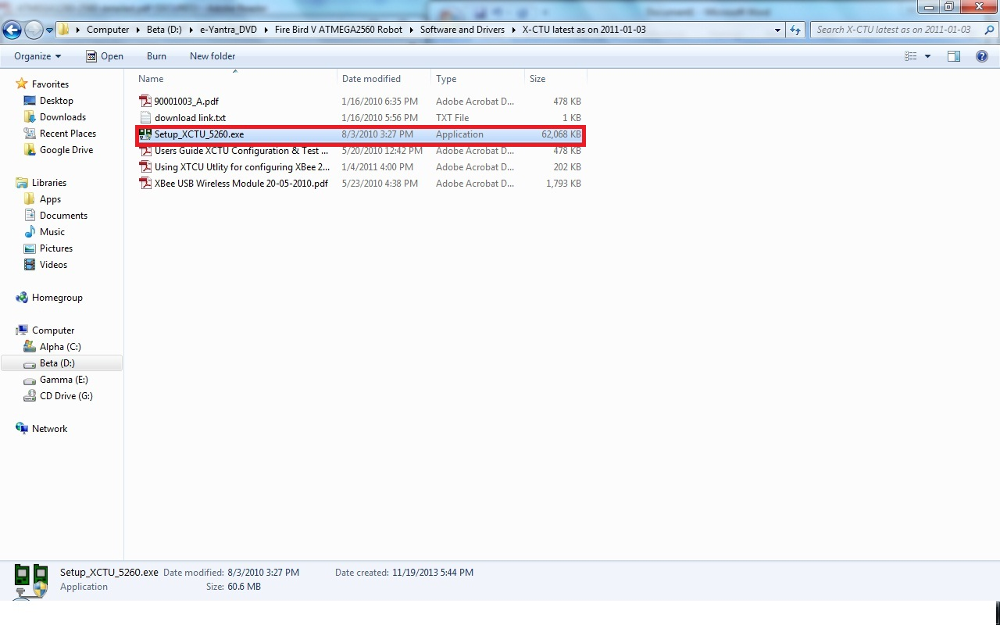 Computer Beta (D:) e-Yantra_DVD Fire Bird V ATMEGA2560 Robot Software and Drivers X-CTU latest as on 2011-01-03 Search X-CTU latest as on 2011-01-03
Organize Open Burn New folder
Name Date modified Type Size
90001003_A.pdf 1/16/2010 6:35 PM Adobe Acrobat D... 478 KB
download link.txt 1/16/2010 5:56 PM TXT File 1 KB
Setup_XCTU_5260.exe 8/3/2010 3:27 PM Application 62,068 KB
Users Guide XCTU Configuration & Test ... 5/20/2010 12:42 PM Adobe Acrobat D... 478 KB
Using XTCU Utlity for configuring XBee 2... 1/4/2011 4:00 PM Adobe Acrobat D... 202 KB
XBee USB Wireless Module 20-05-2010.pdf 5/23/2010 4:38 PM Adobe Acrobat D... 1,793 KB
Favorites
Desktop
Downloads
Recent Places
Google Drive
Libraries
Apps
Documents
Music
Pictures
Videos
Homegroup
Computer
Alpha (C:)
Beta (D:)
Gamma (E:)
CD Drive (G:)
Network
Setup_XCTU_5260.exe Date modified: 8/3/2010 3:27 PM Date created: 11/19/2013 5:44 PM
Application Size: 60.6 MB